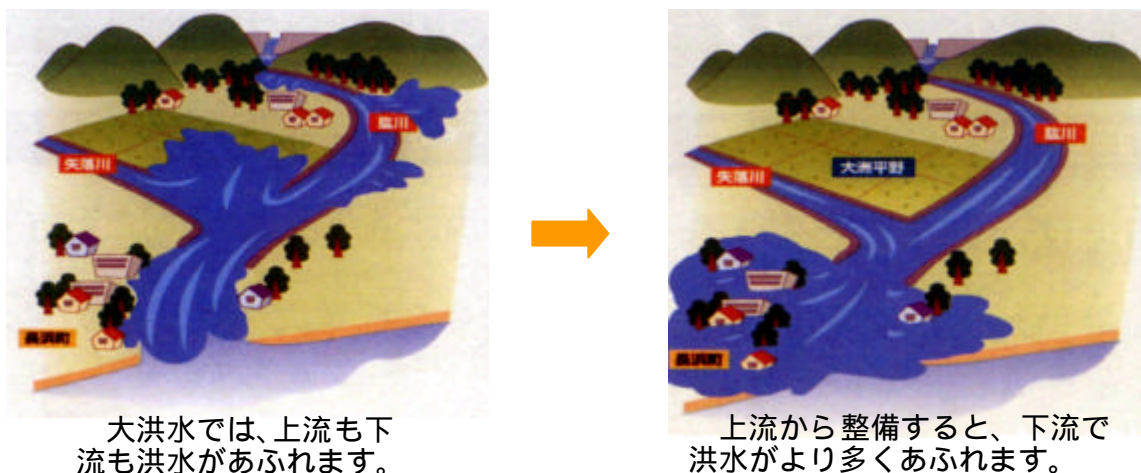 矢落川
肱川
長浜町
大洪水では、上流も下
流も洪水があふれます。
矢落川
肱川
大洲平野
長浜町
上流から整備すると、下流で
洪水がより多くあふれます。